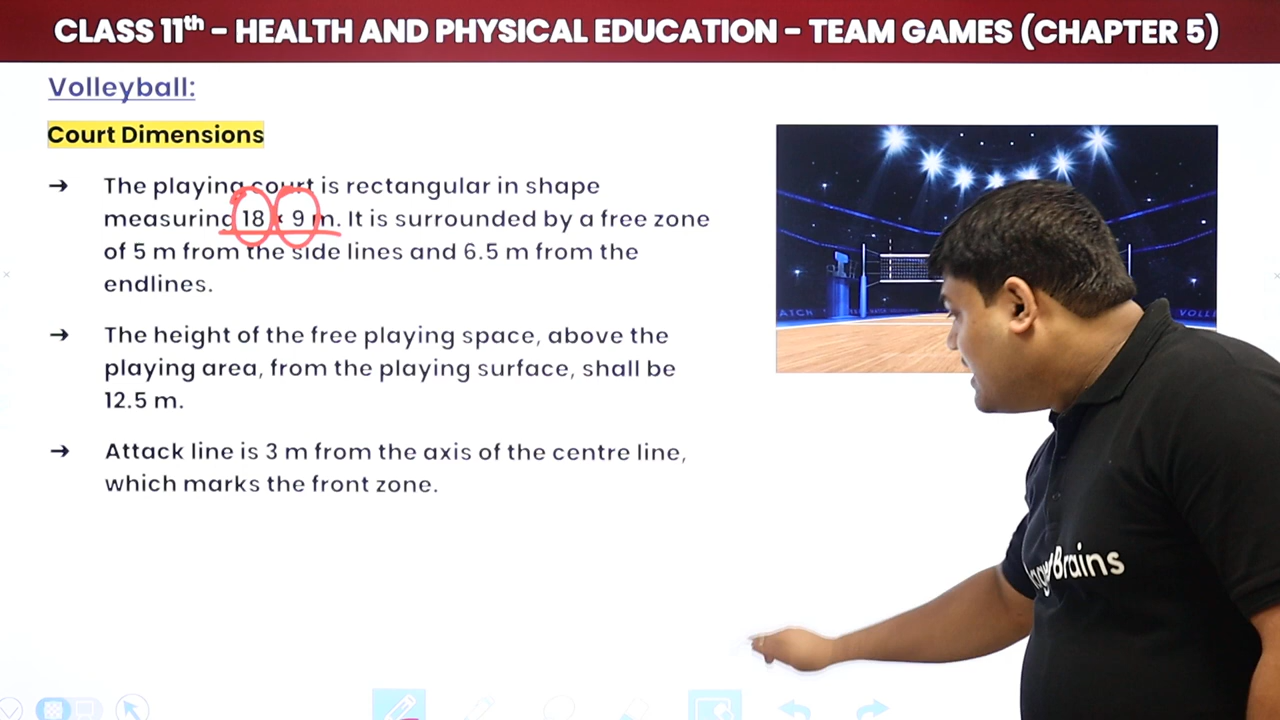 CLASS 11th – HEALTH AND PHYSICAL EDUCATION – TEAM GAMES (CHAPTER 5)
Volleyball:
Court Dimensions
→ The playing court is rectangular in shape
measuring 18 × 9 m. It is surrounded by a free zone
of 5 m from the side lines and 6.5 m from the
endlines.
→ The height of the free playing space, above the
playing area, from the playing surface, shall be
12.5 m.
→ Attack line is 3 m from the axis of the centre line,
which marks the front zone.
Brains